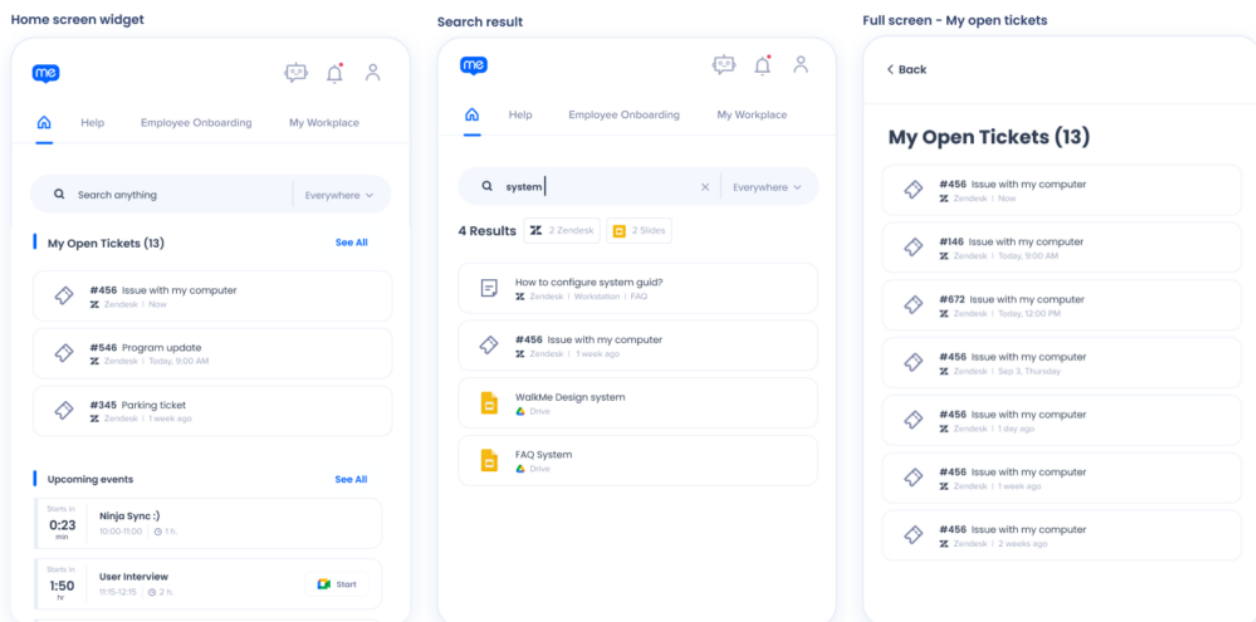 Home screen widget
me
Help Employee Onboarding My Workplace
Search anything Everywhere
My Open Tickets (13) See All
#456 Issue with my computer
Zendesk | Now
#546 Program update
Zendesk | Today, 9:00 AM
#345 Parking ticket
Zendesk | 1 week ago
Upcoming events See All
Starts in
0:23
min
Ninja Sync :)
10:00-11:00 1 h.
Starts in
1:50
hr
User Interview
11:15-12:15 2 h.
Start
Search result
me
Help Employee Onboarding My Workplace
system Everywhere
4 Results 2 Zendesk 2 Slides
How to configure system guid?
Zendesk | Workstation | FAQ
#456 Issue with my computer
Zendesk | 1 week ago
WalkMe Design system
Drive
FAQ System
Drive
Full screen - My open tickets
Back
My Open Tickets (13)
#456 Issue with my computer
Zendesk | Now
#146 Issue with my computer
Zendesk | Today, 9:00 AM
#672 Issue with my computer
Zendesk | Today, 12:00 PM
#456 Issue with my computer
Zendesk | Sep 3, Thursday
#456 Issue with my computer
Zendesk | 1 day ago
#456 Issue with my computer
Zendesk | 1 week ago
#456 Issue with my computer
Zendesk | 2 weeks ago